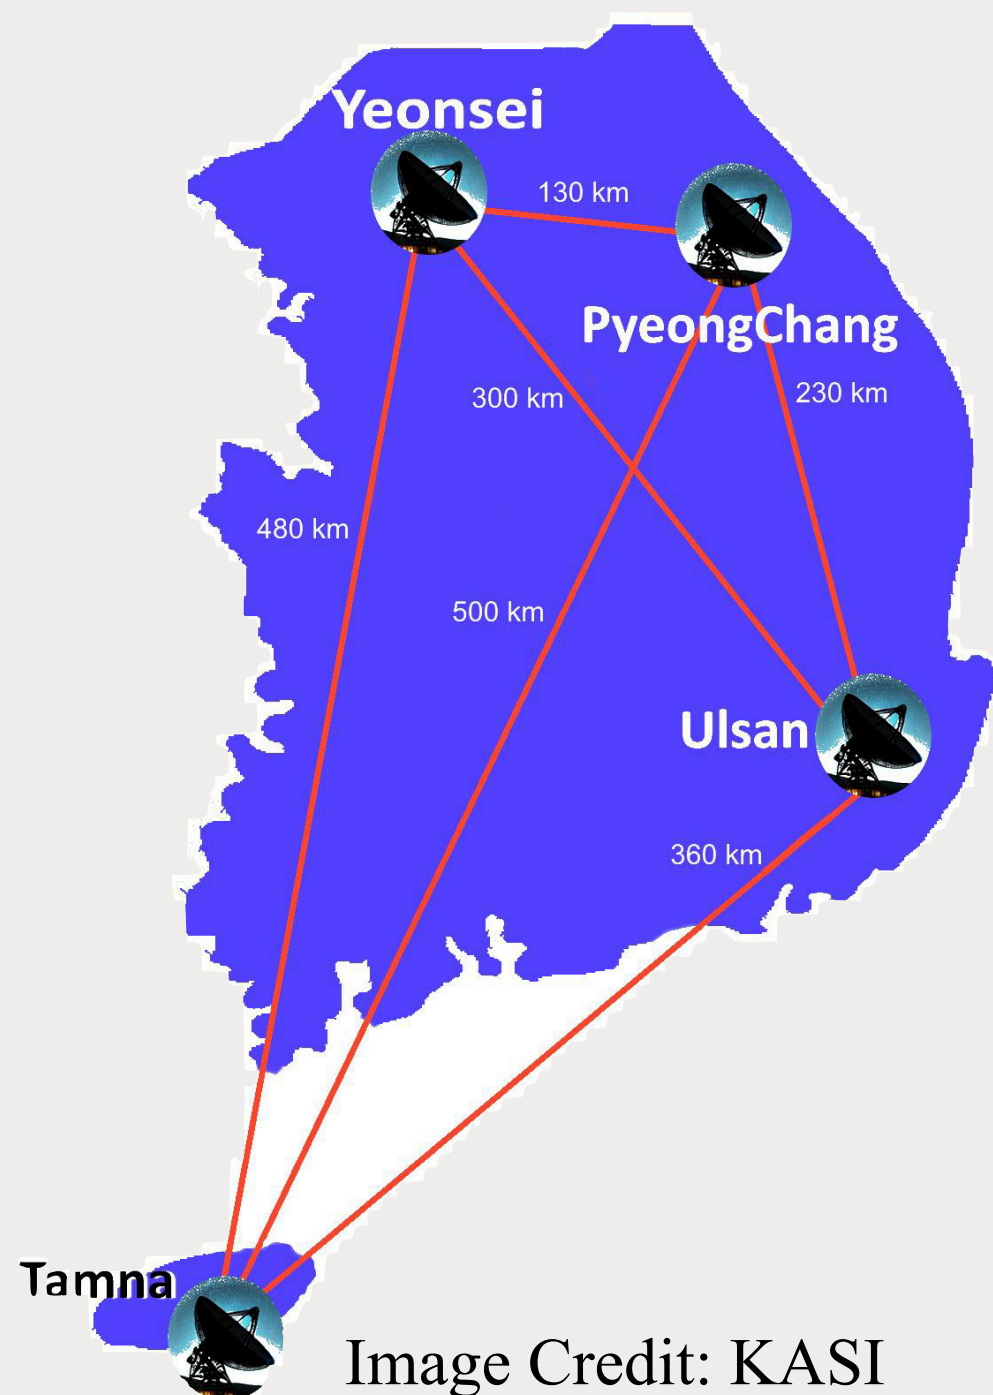 Yeonsei
130 km
PyeongChang
300 km
230 km
480 km
500 km
Ulsan
360 km
Tamna
Image Credit: KASI